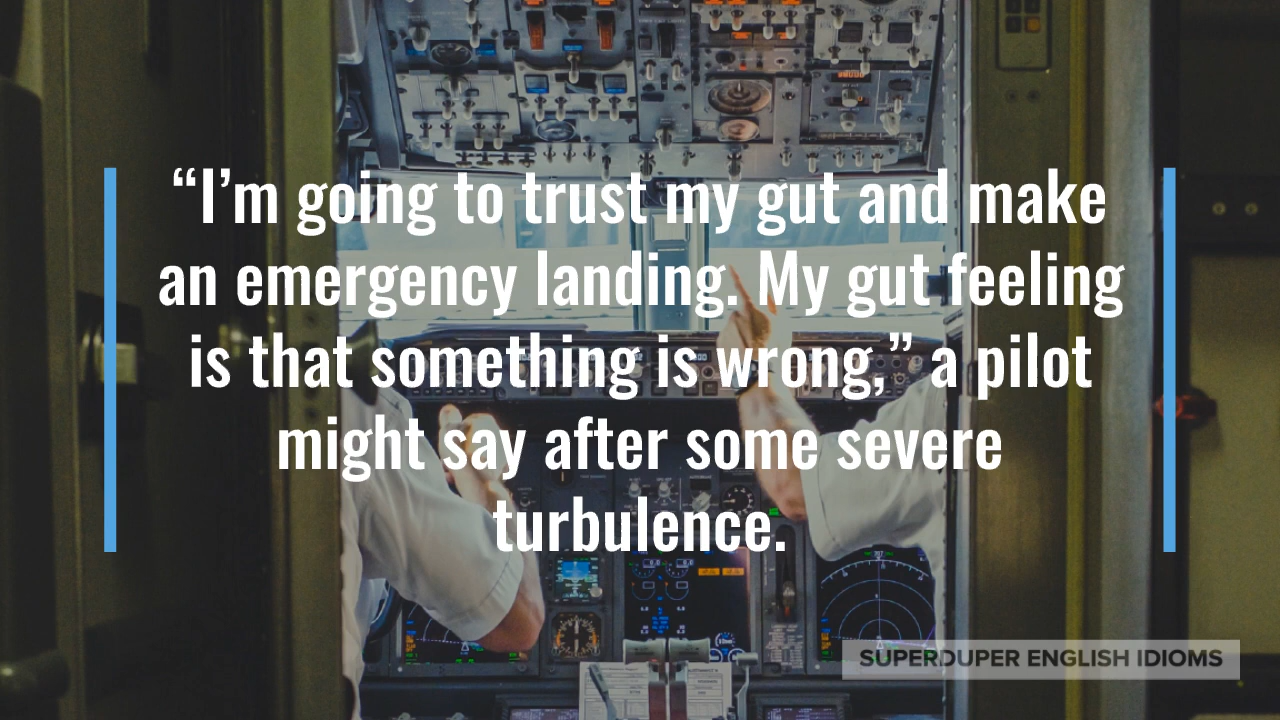 “I’m going to trust my gut and make
an emergency landing. My gut feeling
is that something is wrong,” a pilot
might say after some severe
turbulence.
SUPERDUPER ENGLISH IDIOMS